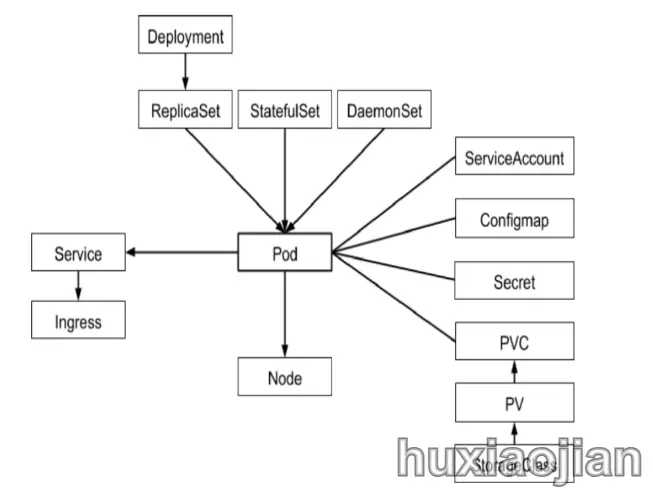 Deployment
ReplicaSet
StatefulSet
DaemonSet
ServiceAccount
Configmap
Service
Pod
Secret
Ingress
PVC
Node
PV
StorageClass
huxiaojian